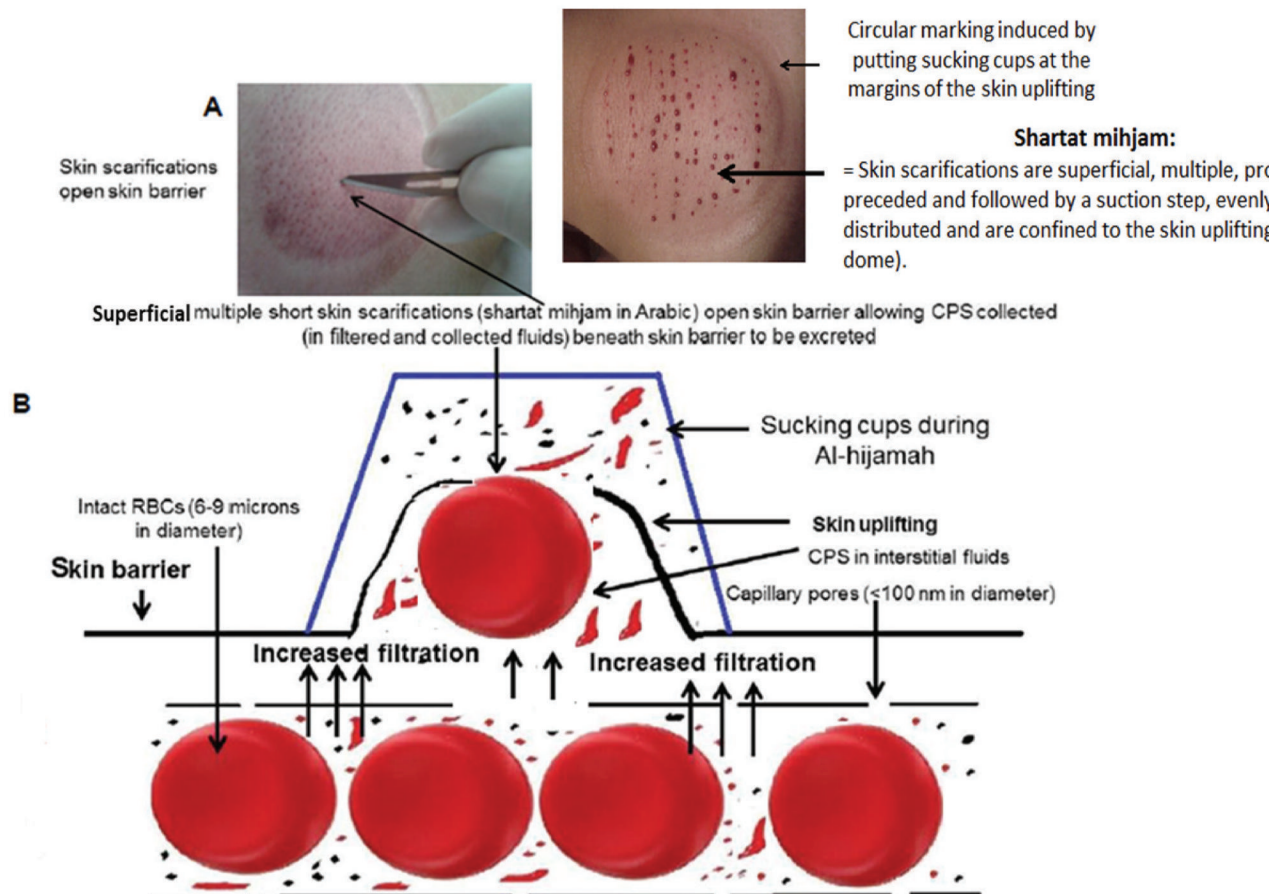 Circular marking induced by
putting sucking cups at the
margins of the skin uplifting
A
Skin scarifications
open skin barrier
Shartat mihjam:
= Skin scarifications are superficial, multiple,
preceded and followed by a suction step, evenly
distributed and are confined to the skin uplifting
dome).
Superficial multiple short skin scarifications (shartat mihjam in Arabic) open skin barrier allowing CPS collected
(in filtered and collected fluids) beneath skin barrier to be excreted
B
Sucking cups during
Al-hijamah
Intact RBCs (6-9 microns
in diameter)
Skin uplifting
CPS in interstitial fluids
Skin barrier
Capillary pores (<100 nm in diameter)
Increased filtration
Increased filtration